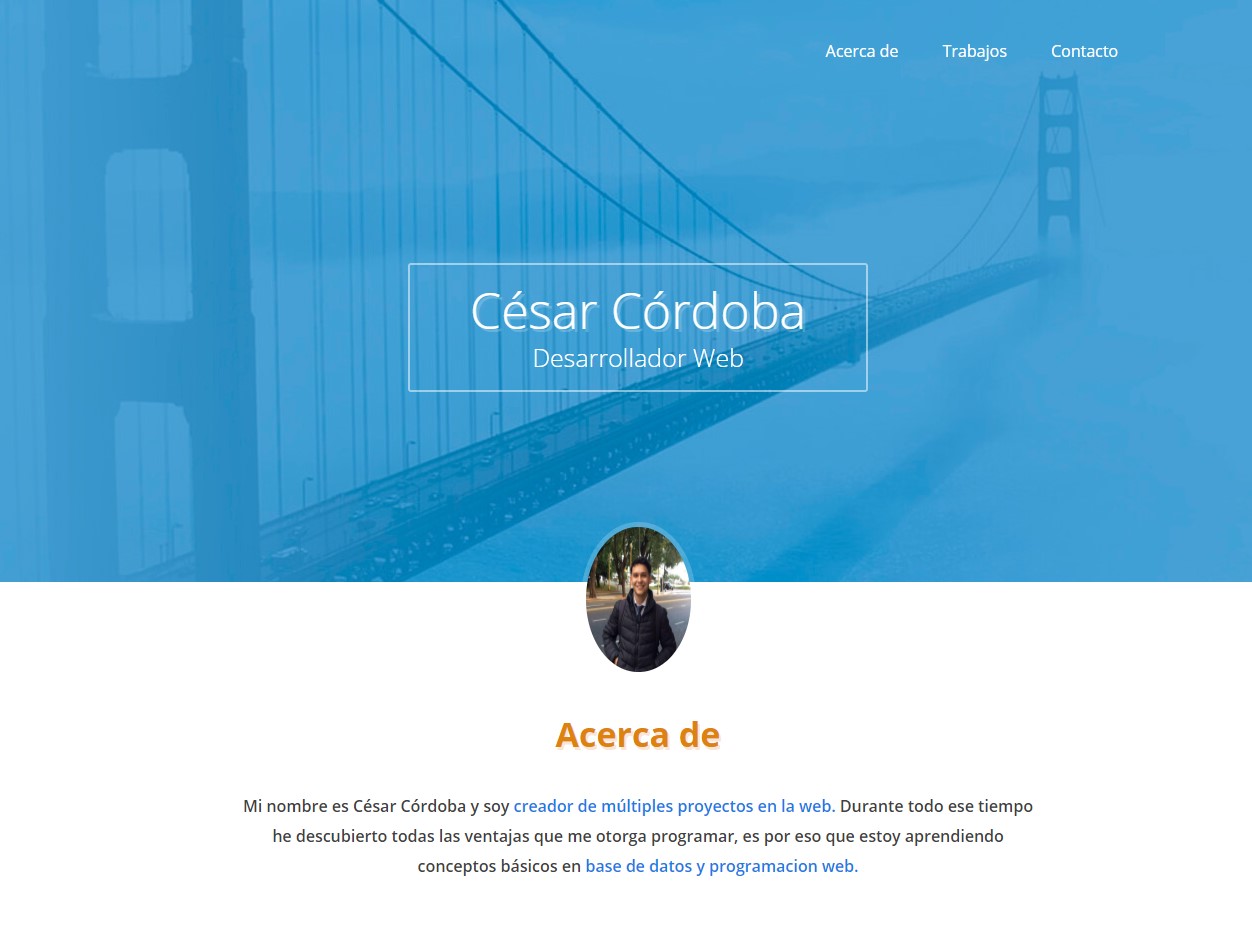 Acerca de Trabajos Contacto
César Córdoba
Desarrollador Web
Acerca de
Mi nombre es César Córdoba y soy creador de múltiples proyectos en la web. Durante todo ese tiempo
he descubierto todas las ventajas que me otorga programar, es por eso que estoy aprendiendo
conceptos básicos en base de datos y programacion web.